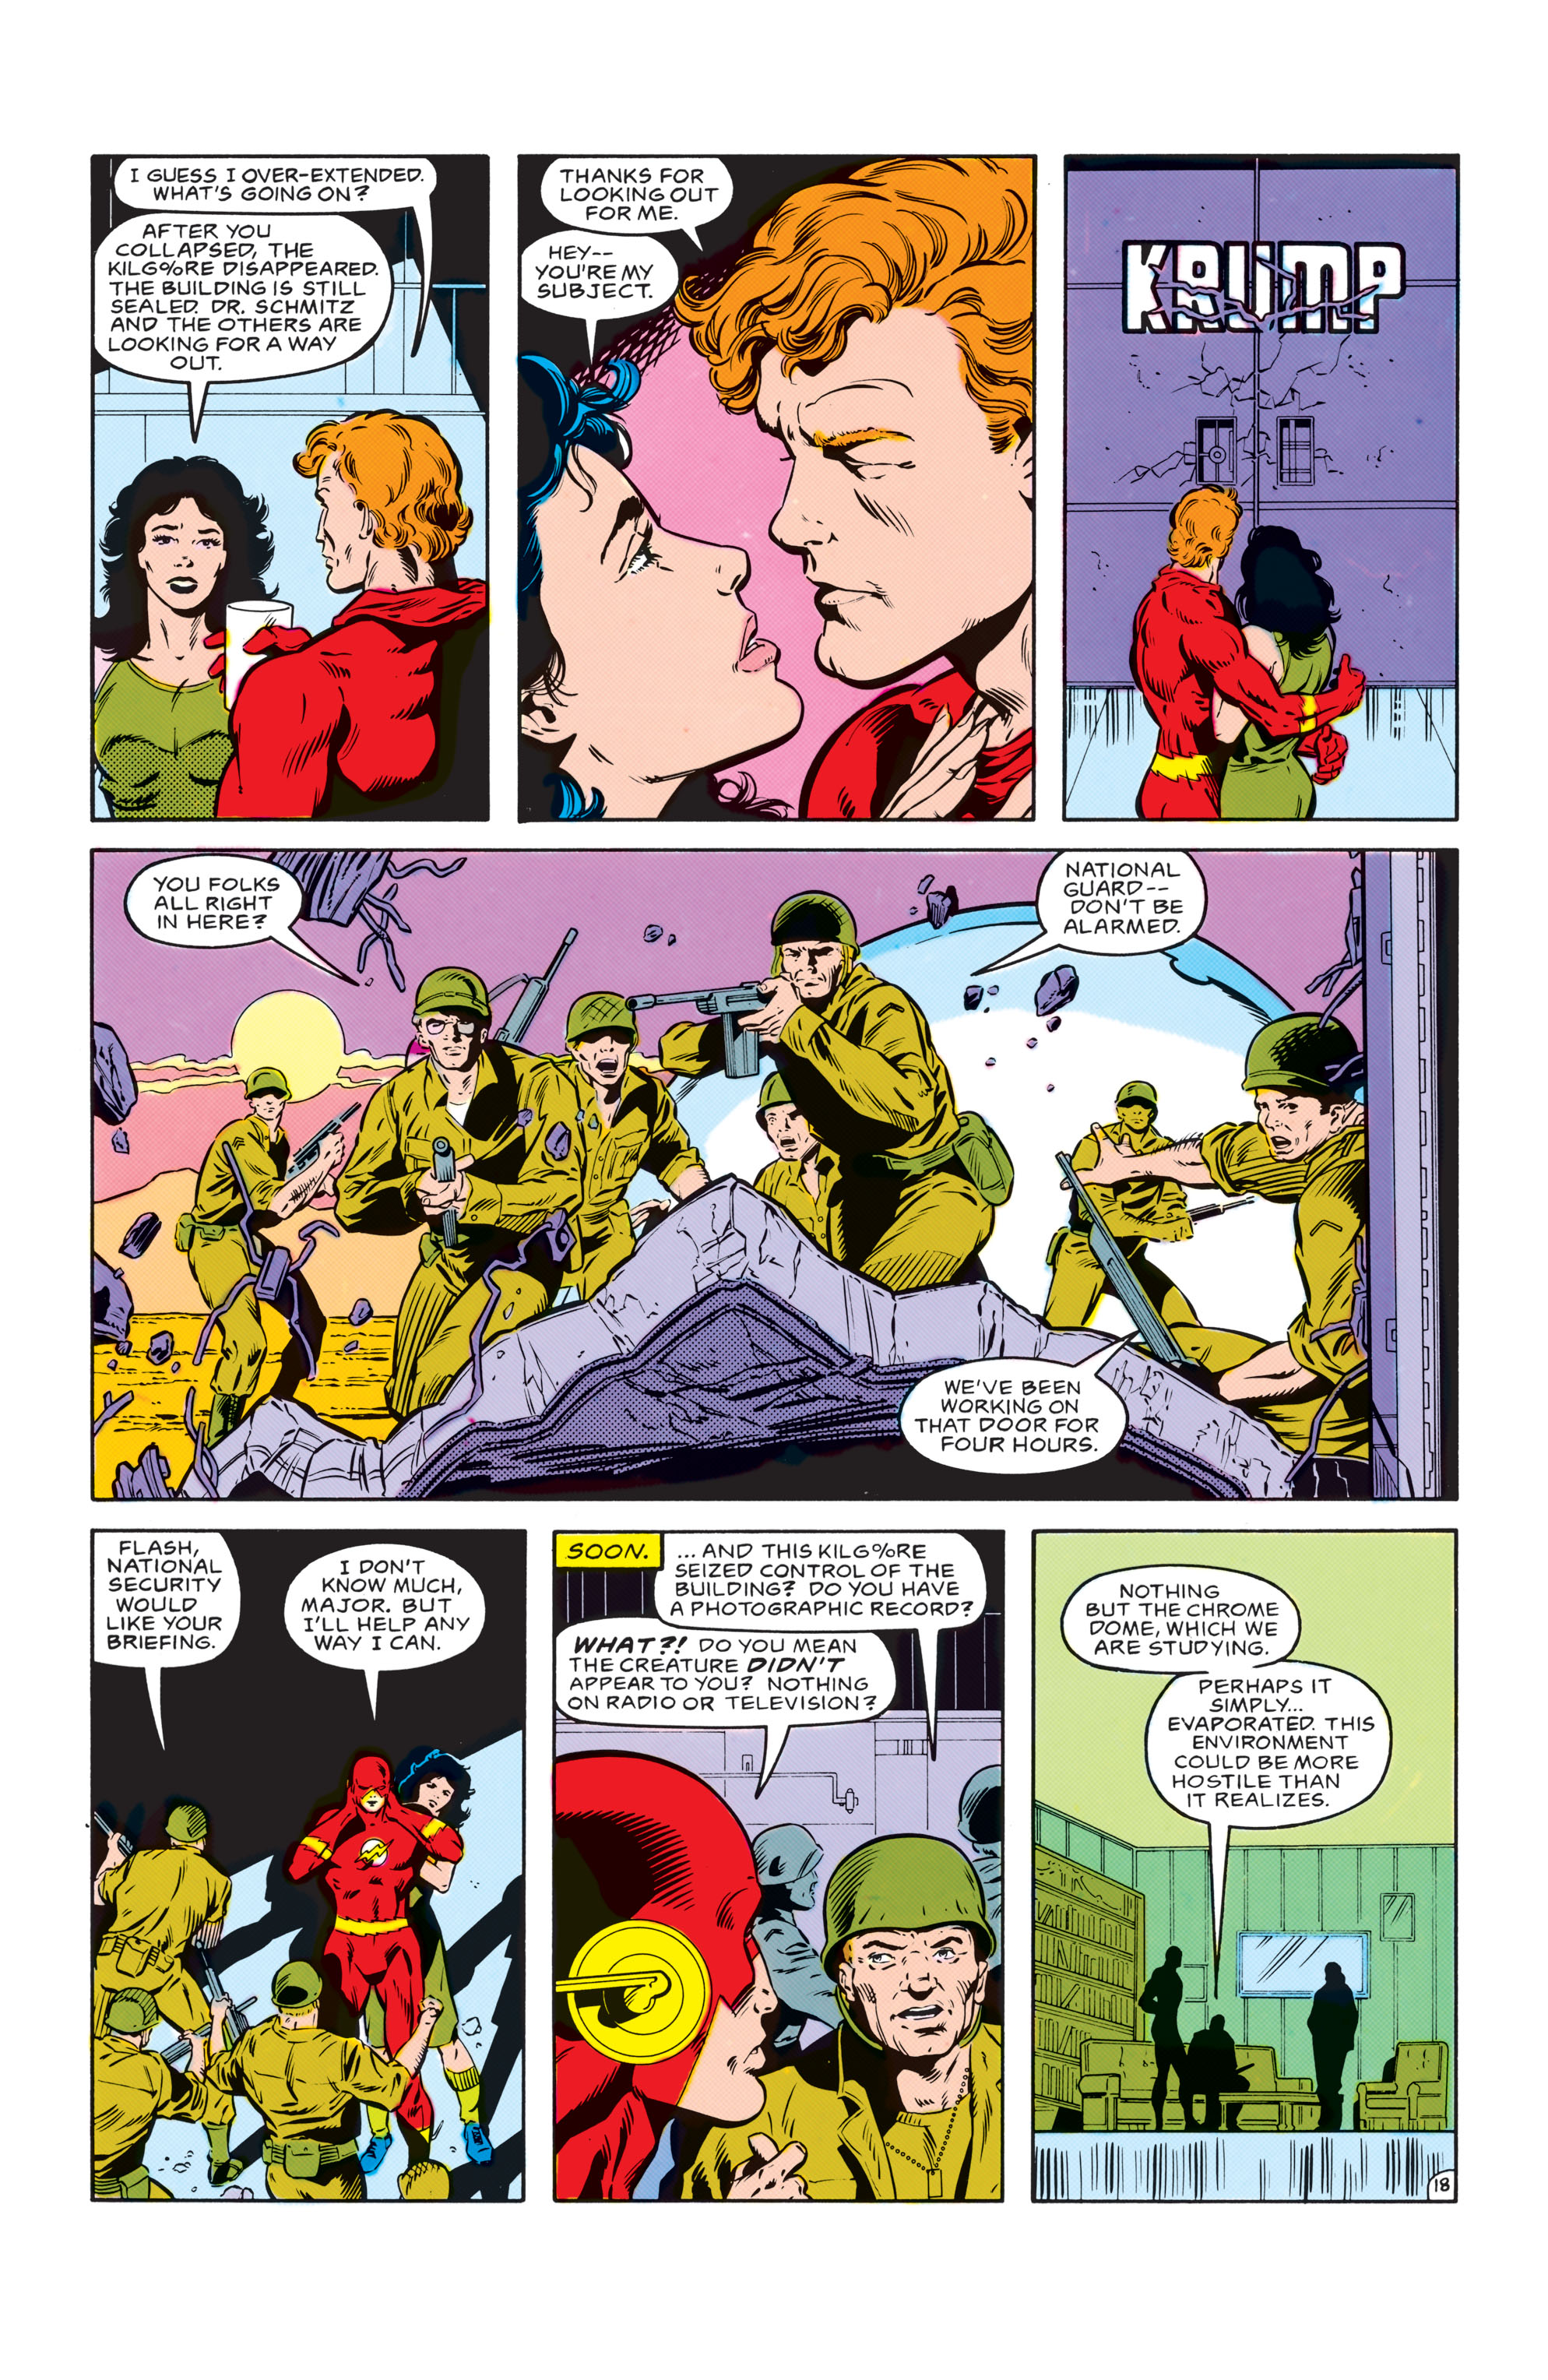 I GUESS I OVER-EXTENDED.
WHAT'S GOING ON?
AFTER YOU
COLLAPSED, THE
KILG%RE DISAPPEARED.
THE BUILDING IS STILL
SEALED. DR. SCHMITZ
AND THE OTHERS ARE
LOOKING FOR A WAY
OUT.
THANKS FOR
LOOKING OUT
FOR ME.
HEY--
YOU'RE MY
SUBJECT.
KRUMP
YOU FOLKS
ALL RIGHT
IN HERE?
NATIONAL
GUARD--
DON'T BE
ALARMED.
WE'VE BEEN
WORKING ON
THAT DOOR FOR
FOUR HOURS.
FLASH,
NATIONAL
SECURITY
WOULD
LIKE YOUR
BRIEFING.
I DON'T
KNOW MUCH,
MAJOR. BUT
I'LL HELP ANY
WAY I CAN.
SOON.
... AND THIS KILG%RE
SEIZED CONTROL OF THE
BUILDING? DO YOU HAVE
A PHOTOGRAPHIC RECORD?
WHAT?! DO YOU MEAN
THE CREATURE DIDN'T
APPEAR TO YOU? NOTHING
ON RADIO OR TELEVISION?
NOTHING
BUT THE CHROME
DOME, WHICH WE
ARE STUDYING.
PERHAPS IT
SIMPLY...
EVAPORATED. THIS
ENVIRONMENT
COULD BE MORE
HOSTILE THAN
IT REALIZES.
18